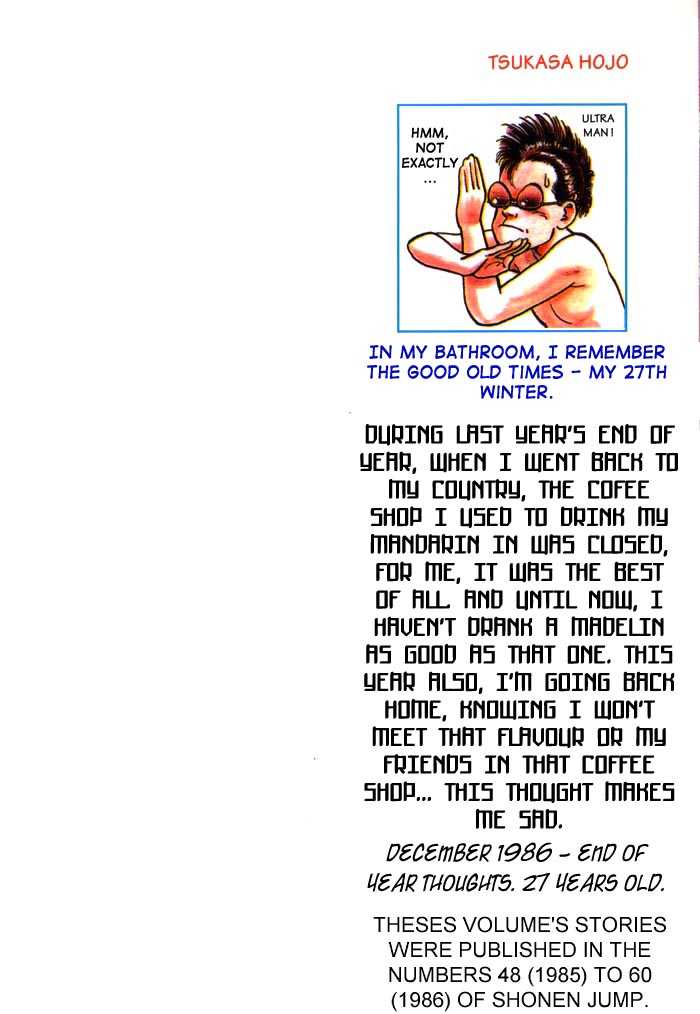 TSUKASA HOJO
HMM,
NOT
EXACTLY
...
ULTRA
MAN!
IN MY BATHROOM, I REMEMBER
THE GOOD OLD TIMES - MY 27TH
WINTER.
DURING LAST YEAR'S END OF
YEAR, WHEN I WENT BACK TO
MY COUNTRY, THE COFEE
SHOP I USED TO DRINK MY
MANDARIN IN WAS CLOSED,
FOR ME, IT WAS THE BEST
OF ALL. AND UNTIL NOW, I
HAVEN'T DRANK A MADELIN
AS GOOD AS THAT ONE. THIS
YEAR ALSO, I'M GOING BACK
HOME, KNOWING I WON'T
MEET THAT FLAVOUR OR MY
FRIENDS IN THAT COFFEE
SHOP... THIS THOUGHT MAKES
ME SAD.
DECEMBER 1986 - END OF
YEAR THOUGHTS. 27 YEARS OLD.
THESES VOLUME'S STORIES
WERE PUBLISHED IN THE
NUMBERS 48 (1985) TO 60
(1986) OF SHONEN JUMP.